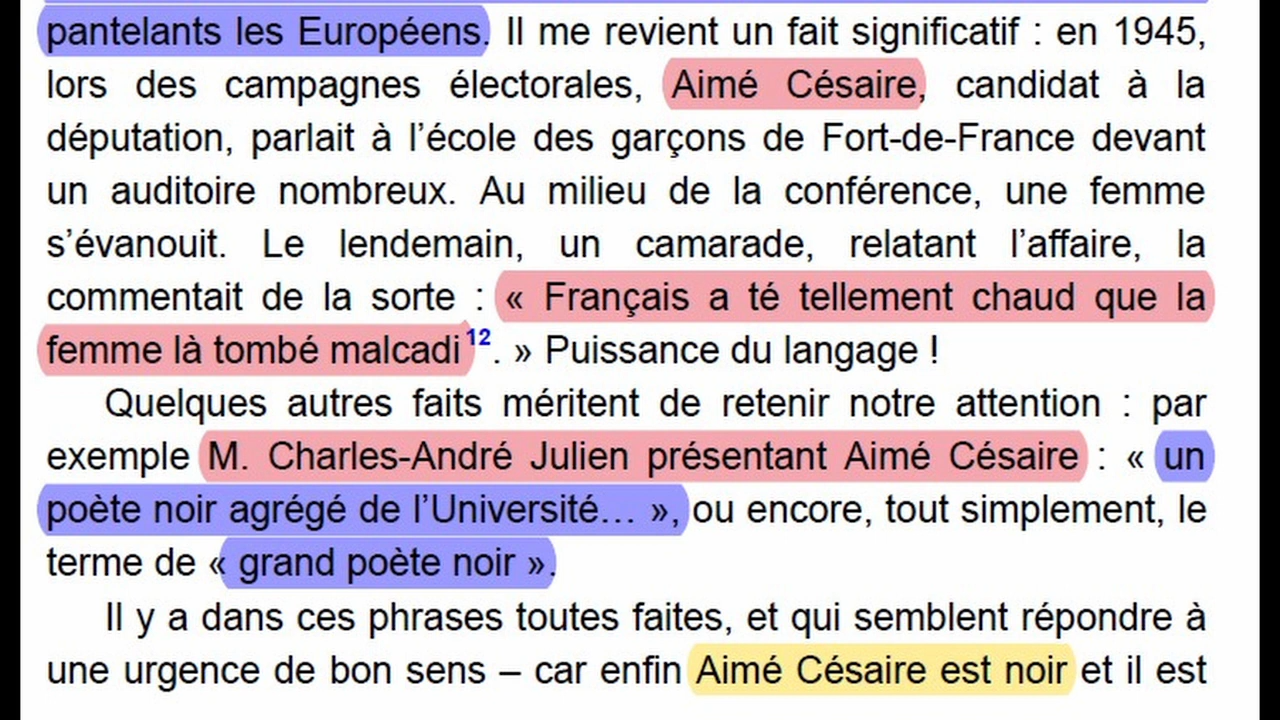 pantelants les Européens. Il me revient un fait significatif : en 1945,
lors des campagnes électorales, Aimé Césaire, candidat à la
députation, parlait à l’école des garçons de Fort-de-France devant
un auditoire nombreux. Au milieu de la conférence, une femme
s’évanouit. Le lendemain, un camarade, relatant l’affaire, la
commentait de la sorte : « Français a té tellement chaud que la
femme là tombé malcadi 12. » Puissance du langage !
Quelques autres faits méritent de retenir notre attention : par
exemple M. Charles-André Julien présentant Aimé Césaire : « un
poète noir agrégé de l’Université… », ou encore, tout simplement, le
terme de « grand poète noir ».
Il y a dans ces phrases toutes faites, et qui semblent répondre à
une urgence de bon sens – car enfin Aimé Césaire est noir et il est